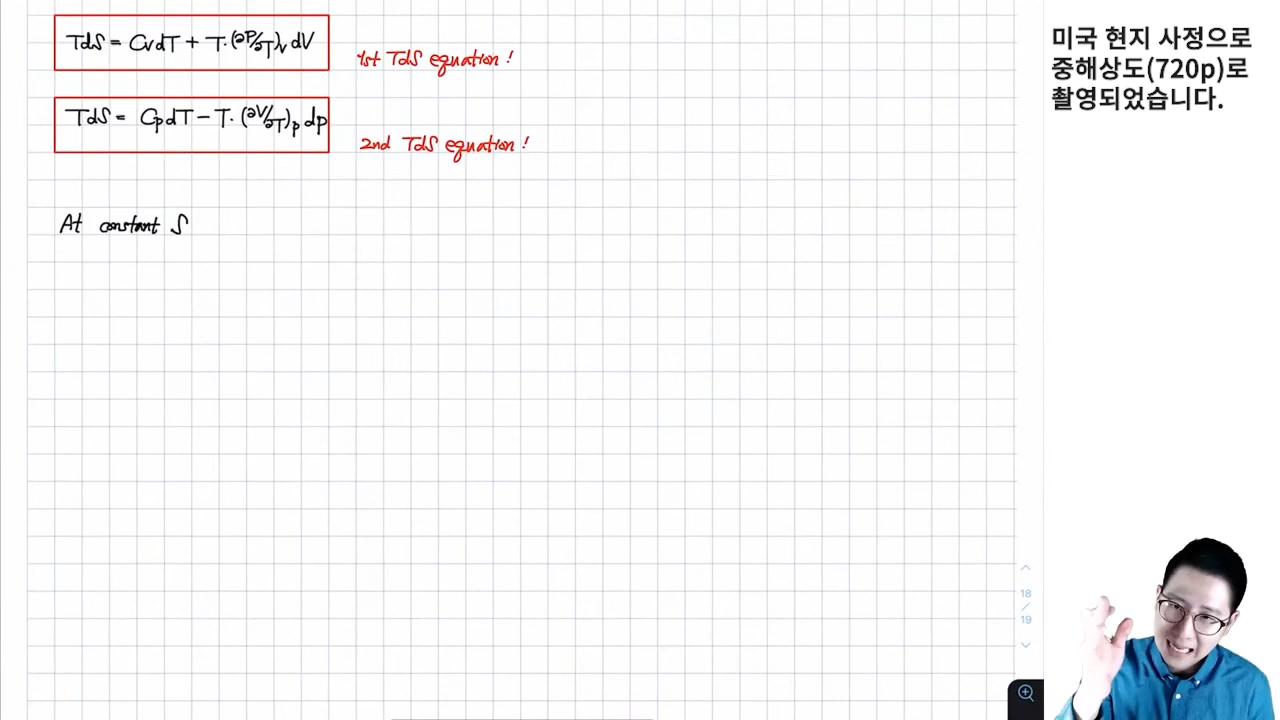 TdS = CvdT + T·(∂P/∂T)v dV
1st TdS equation!
TdS = CpdT − T·(∂V/∂T)p dp
2nd TdS equation!
At constant S
미국 현지 사정으로
중해상도(720p)로
촬영되었습니다.
18
/
19